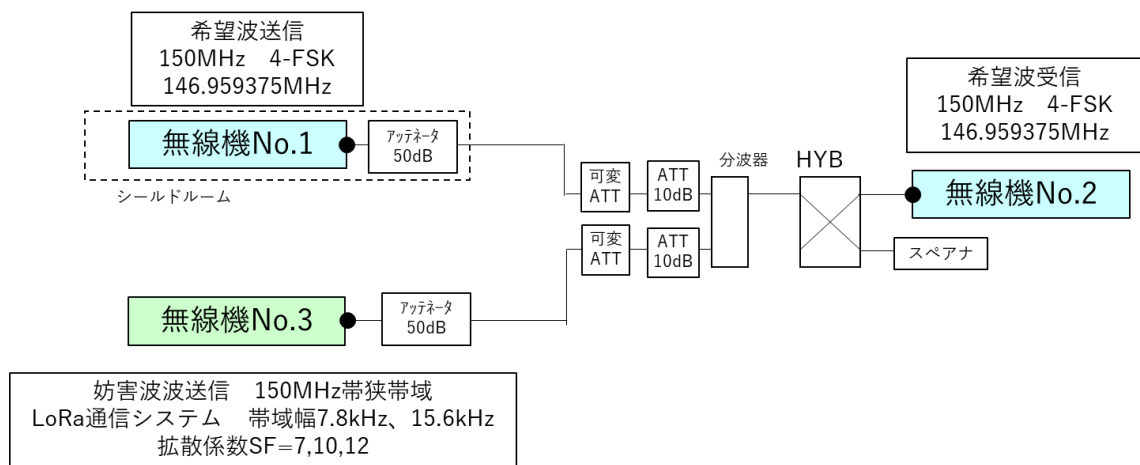 希望波送信
150MHz　4-FSK
146.959375MHz
無線機No.1
アッテネータ
50dB
シールドルーム
可変
ATT
ATT
10dB
分波器
HYB
希望波受信
150MHz　4-FSK
146.959375MHz
無線機No.2
スペアナ
可変
ATT
ATT
10dB
無線機No.3
アッテネータ
50dB
妨害波波送信　150MHz帯狭帯域
LoRa通信システム　帯域幅7.8kHz、15.6kHz
拡散係数SF=7,10,12